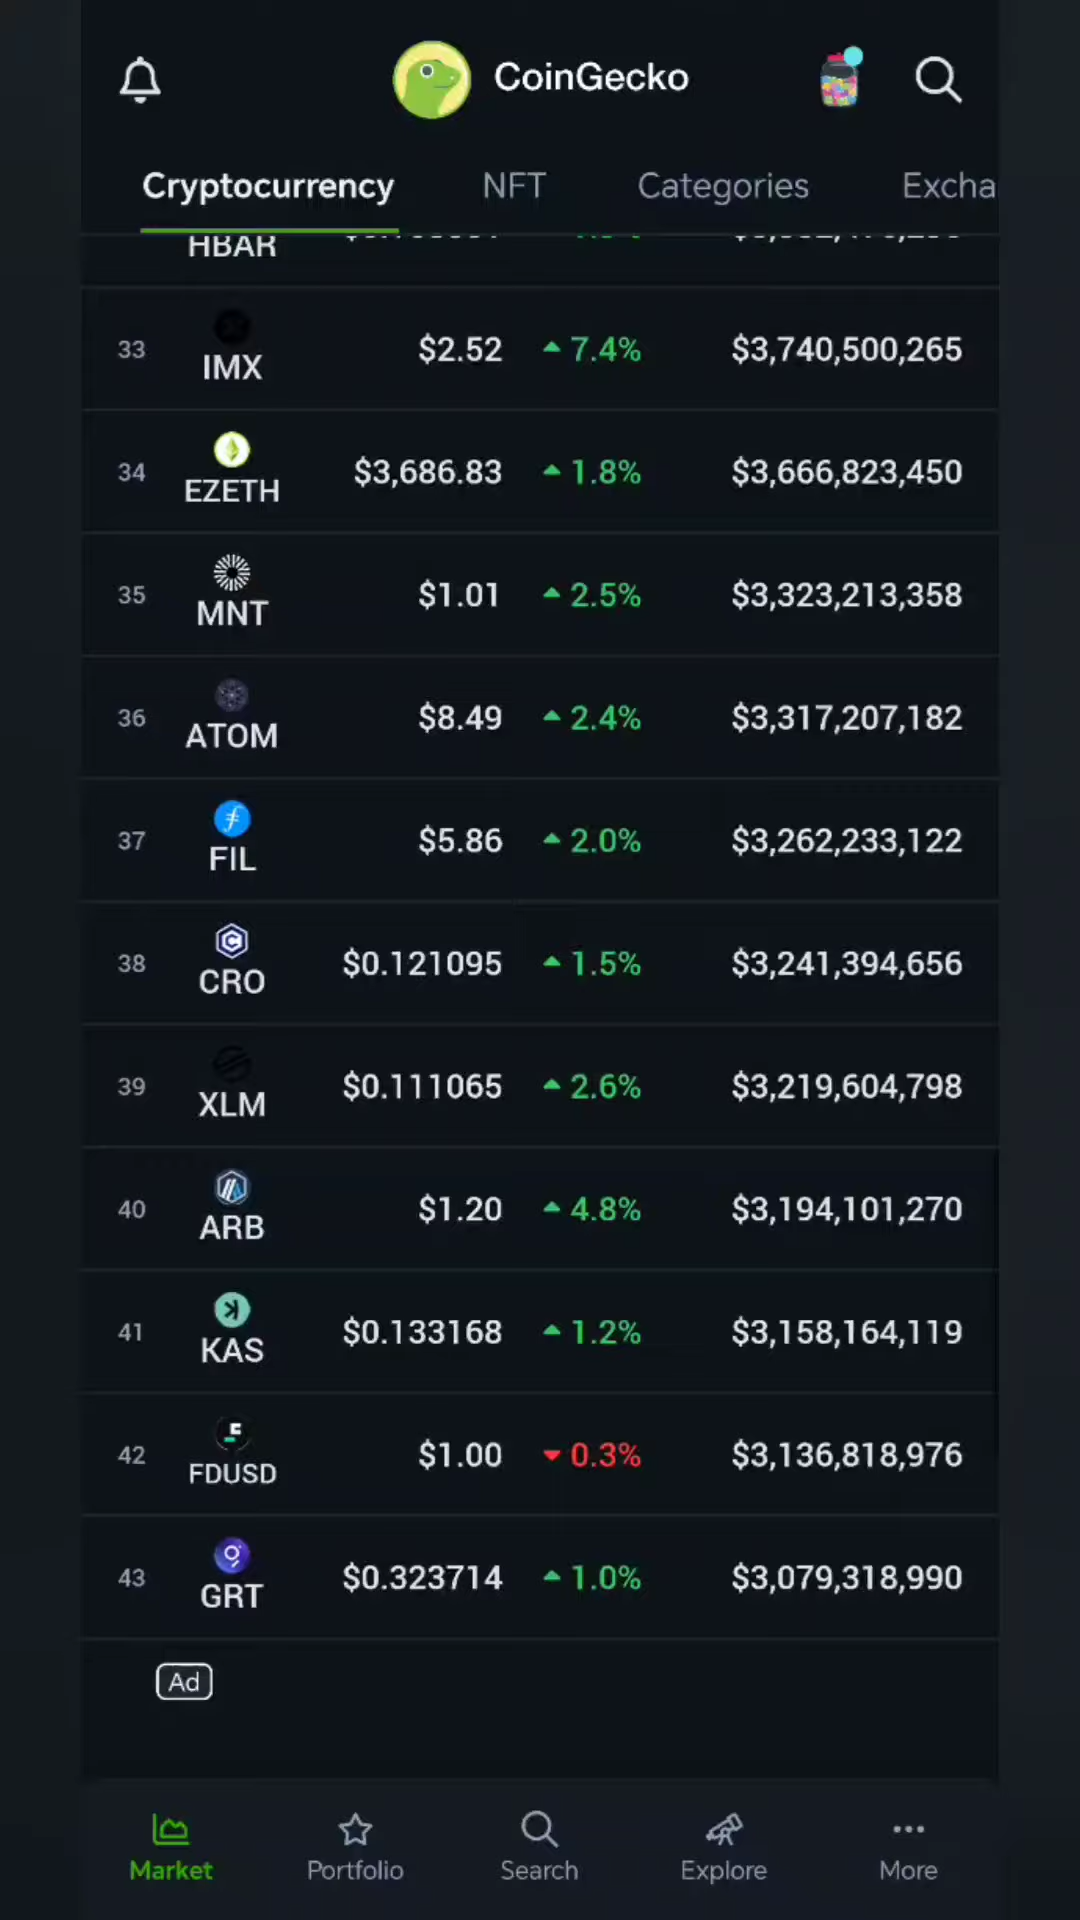 CoinGecko
Cryptocurrency NFT Categories Excha
HBAR
33 IMX $2.52 7.4% $3,740,500,265
34 EZETH $3,686.83 1.8% $3,666,823,450
35 MNT $1.01 2.5% $3,323,213,358
36 ATOM $8.49 2.4% $3,317,207,182
37 FIL $5.86 2.0% $3,262,233,122
38 CRO $0.121095 1.5% $3,241,394,656
39 XLM $0.111065 2.6% $3,219,604,798
40 ARB $1.20 4.8% $3,194,101,270
41 KAS $0.133168 1.2% $3,158,164,119
42 FDUSD $1.00 0.3% $3,136,818,976
43 GRT $0.323714 1.0% $3,079,318,990
Ad
Market Portfolio Search Explore More